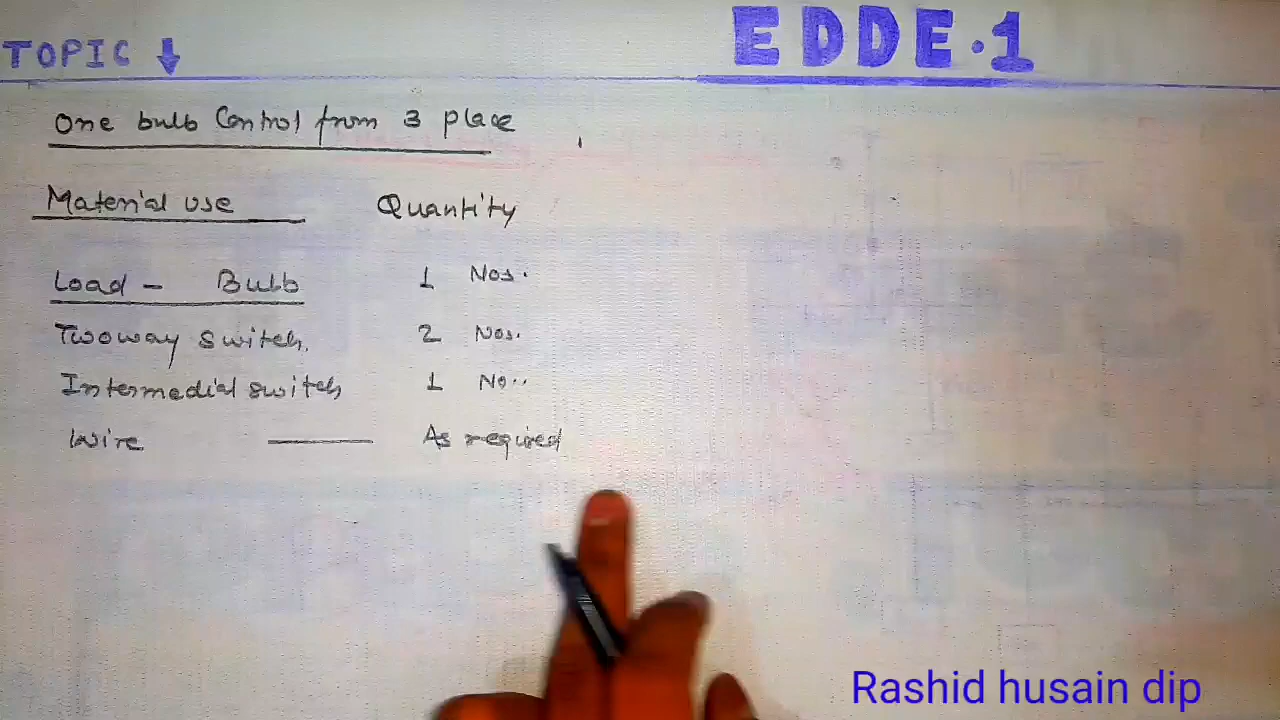 TOPIC ↓
EDDE.1
One bulb Control from 3 place
Material use Quantity
Load - Bulb 1 Nos.
Twoway switch. 2 Nos.
Intermedial switch 1 No..
Wire —— As required
Rashid husain dip